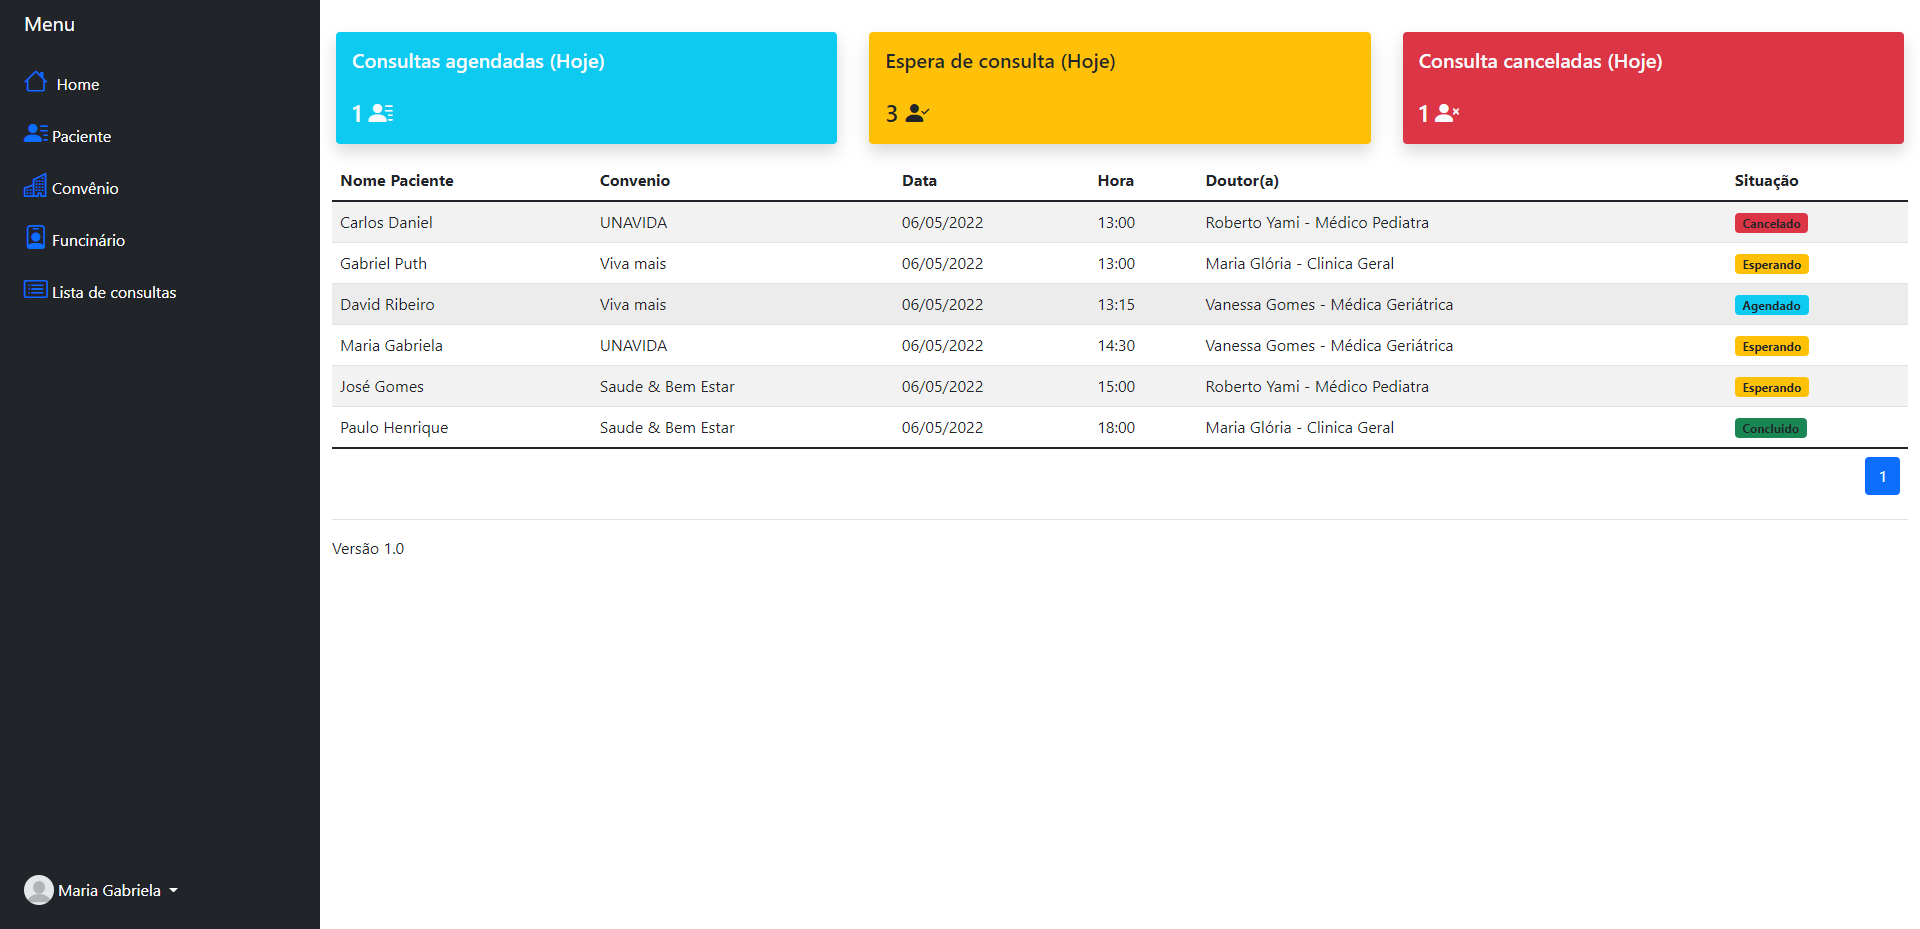 Menu
Home
Paciente
Convênio
Funcinário
Lista de consultas
Maria Gabriela
Consultas agendadas (Hoje)
1
Espera de consulta (Hoje)
3
Consulta canceladas (Hoje)
1
Nome Paciente Convenio Data Hora Doutor(a) Situação
Carlos Daniel UNAVIDA 06/05/2022 13:00 Roberto Yami - Médico Pediatra Cancelado
Gabriel Puth Viva mais 06/05/2022 13:00 Maria Glória - Clinica Geral Esperando
David Ribeiro Viva mais 06/05/2022 13:15 Vanessa Gomes - Médica Geriátrica Agendado
Maria Gabriela UNAVIDA 06/05/2022 14:30 Vanessa Gomes - Médica Geriátrica Esperando
José Gomes Saude & Bem Estar 06/05/2022 15:00 Roberto Yami - Médico Pediatra Esperando
Paulo Henrique Saude & Bem Estar 06/05/2022 18:00 Maria Glória - Clinica Geral Concluido
1
Versão 1.0